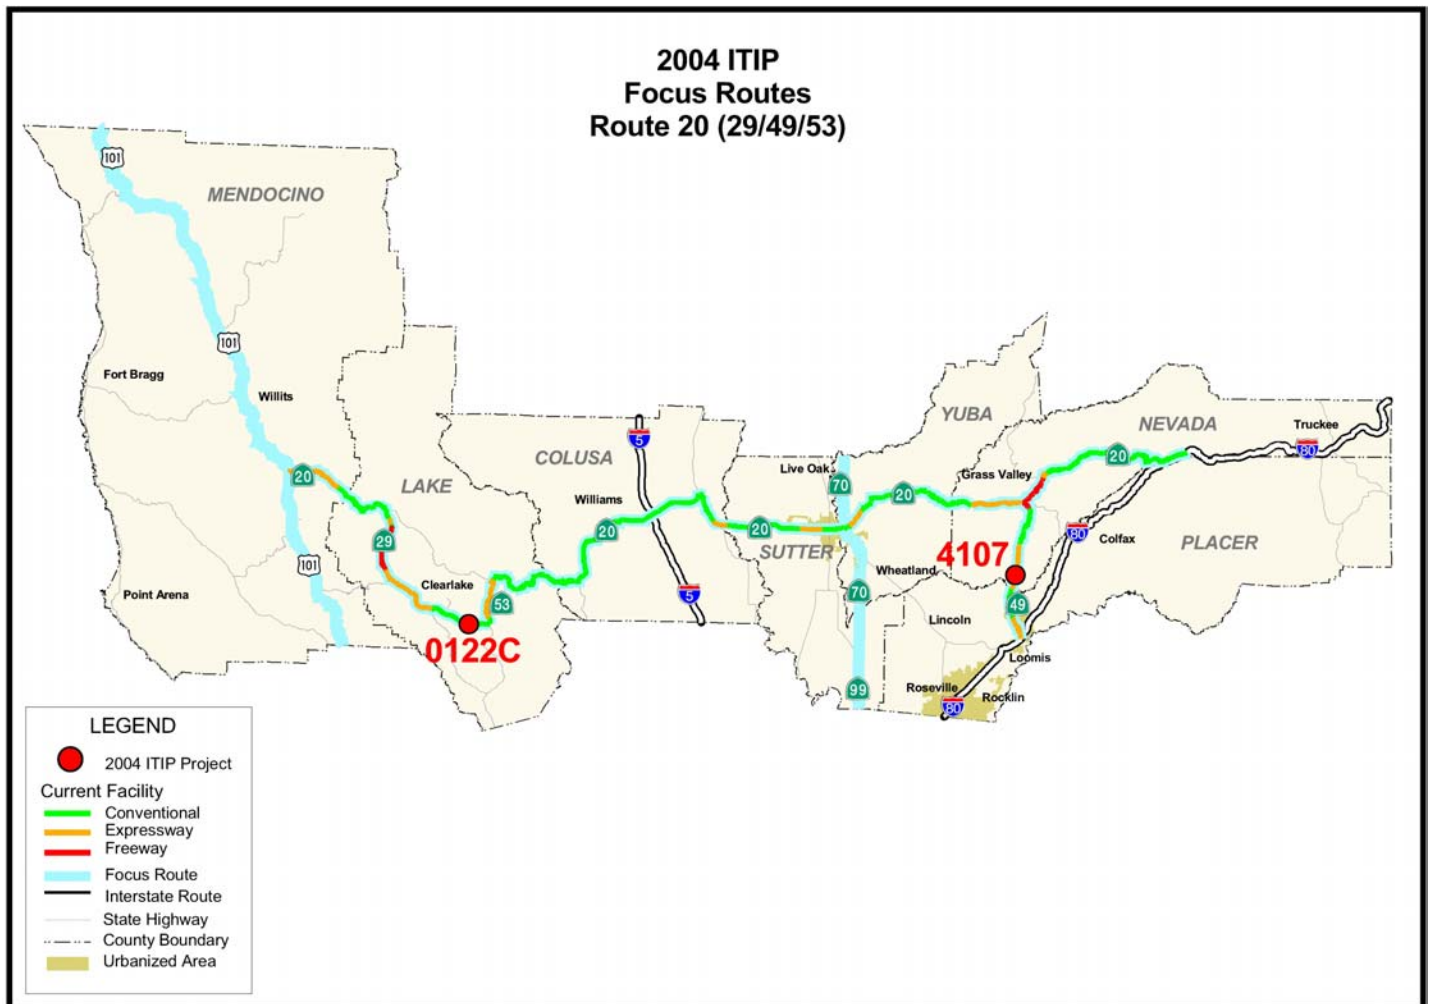 2004 ITIP
Focus Routes
Route 20 (29/49/53)
101
MENDOCINO
101
Fort Bragg
Willits
YUBA
NEVADA
Truckee
5
80
COLUSA
Live Oak
Grass Valley
20
20
LAKE
70
20
Williams
20
20
29
SUTTER
4107
80
Colfax
PLACER
101
Clearlake
Wheatland
Point Arena
53
5
70
49
0122C
Lincoln
Loomis
Roseville
Rocklin
99
80
LEGEND
2004 ITIP Project
Current Facility
Conventional
Expressway
Freeway
Focus Route
Interstate Route
State Highway
County Boundary
Urbanized Area